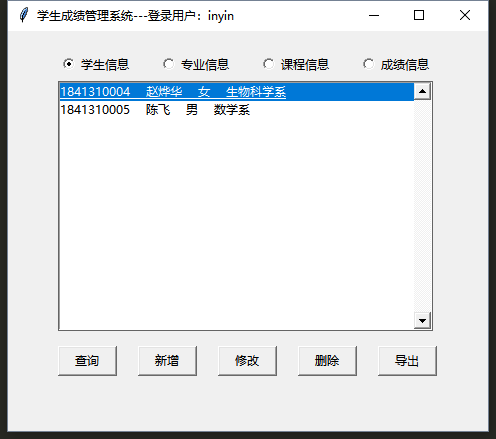 学生成绩管理系统---登录用户：inyin
学生信息 专业信息 课程信息 成绩信息
1841310004 赵烨华 女 生物科学系
1841310005 陈飞 男 数学系
查询 新增 修改 删除 导出